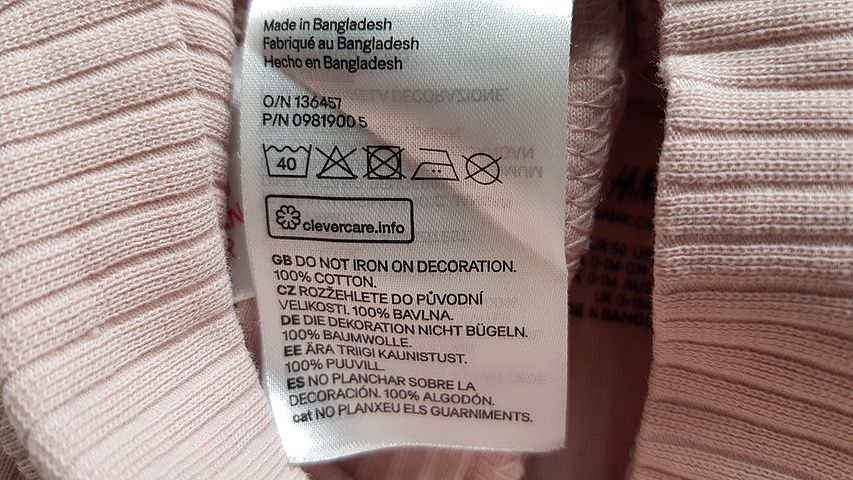 Made in Bangladesh
Fabriqué au Bangladesh
Hecho en Bangladesh
O/N 136457
P/N 0981900 5
40
clevercare.info
GB DO NOT IRON ON DECORATION.
100% COTTON.
CZ ROZŽEHLETE DO PŮVODNÍ
VELIKOSTI. 100% BAVLNA.
DE DIE DEKORATION NICHT BÜGELN.
100% BAUMWOLLE.
EE ÄRA TRIIGI KAUNISTUST.
100% PUUVILL.
ES NO PLANCHAR SOBRE LA
DECORACIÓN. 100% ALGODÓN.
cat NO PLANXEU ELS GUARNIMENTS.